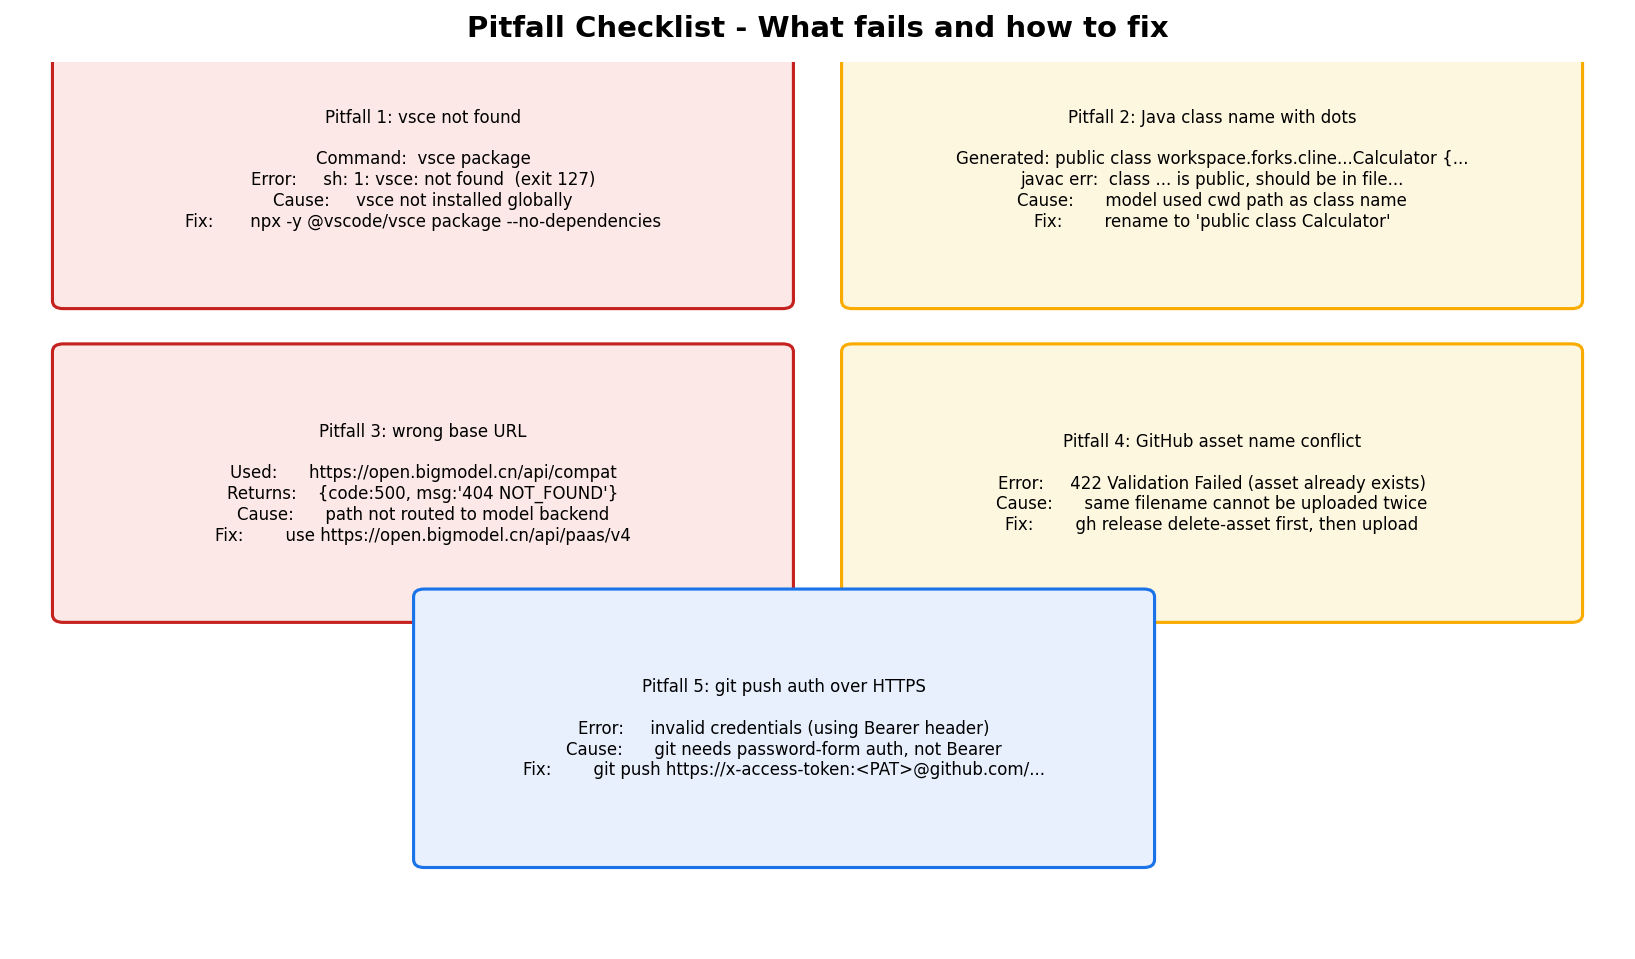 Pitfall Checklist - What fails and how to fix
Pitfall 1: vsce not found
Command:  vsce package
Error:     sh: 1: vsce: not found  (exit 127)
Cause:     vsce not installed globally
Fix:       npx -y @vscode/vsce package --no-dependencies
Pitfall 2: Java class name with dots
Generated: public class workspace.forks.cline...Calculator {...
javac err:  class ... is public, should be in file...
Cause:      model used cwd path as class name
Fix:        rename to 'public class Calculator'
Pitfall 3: wrong base URL
Used:      https://open.bigmodel.cn/api/compat
Returns:    {code:500, msg:'404 NOT_FOUND'}
Cause:      path not routed to model backend
Fix:        use https://open.bigmodel.cn/api/paas/v4
Pitfall 4: GitHub asset name conflict
Error:     422 Validation Failed (asset already exists)
Cause:      same filename cannot be uploaded twice
Fix:        gh release delete-asset first, then upload
Pitfall 5: git push auth over HTTPS
Error:     invalid credentials (using Bearer header)
Cause:      git needs password-form auth, not Bearer
Fix:        git push https://x-access-token:<PAT>@github.com/...